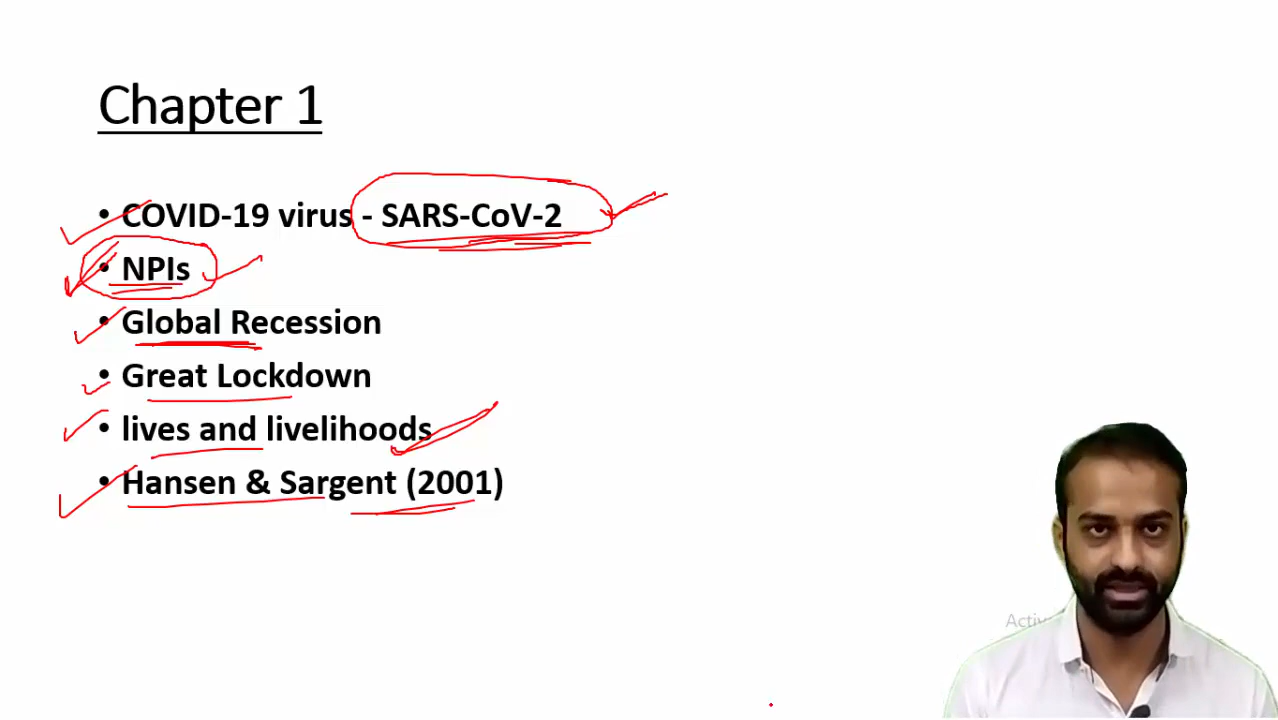 Chapter 1
• COVID-19 virus - SARS-CoV-2
• NPIs
• Global Recession
• Great Lockdown
• lives and livelihoods
• Hansen & Sargent (2001)